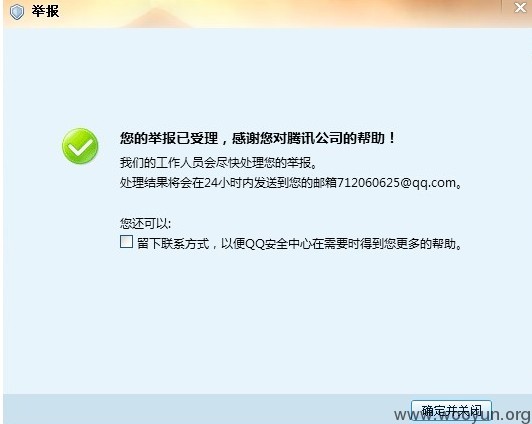 举报
您的举报已受理，感谢您对腾讯公司的帮助！
我们的工作人员会尽快处理您的举报。
处理结果将会在24小时内发送到您的邮箱712060625@qq.com。
您还可以:
留下联系方式，以便QQ安全中心在需要时得到您更多的帮助。
确定并关闭
www.wooyun.org